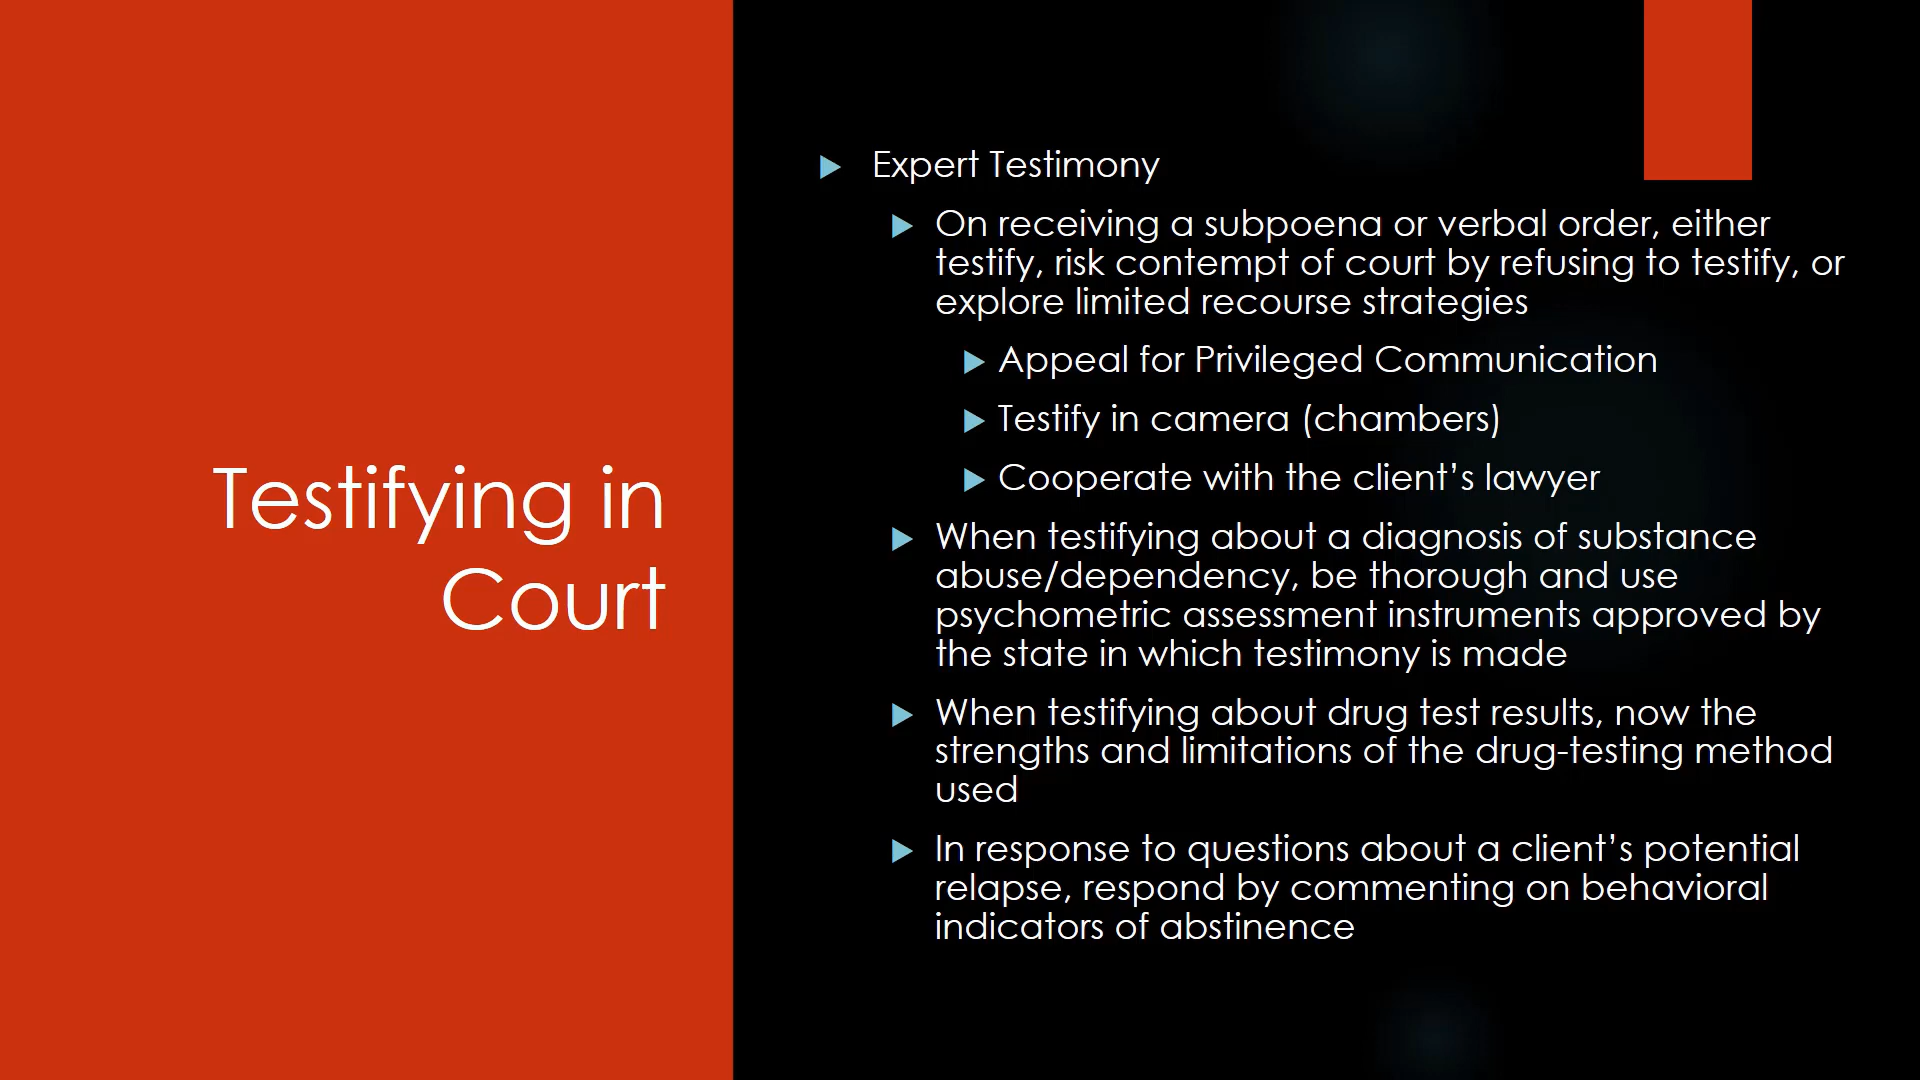 Testifying in
Court
Expert Testimony
On receiving a subpoena or verbal order, either
testify, risk contempt of court by refusing to testify, or
explore limited recourse strategies
Appeal for Privileged Communication
Testify in camera (chambers)
Cooperate with the client’s lawyer
When testifying about a diagnosis of substance
abuse/dependency, be thorough and use
psychometric assessment instruments approved by
the state in which testimony is made
When testifying about drug test results, now the
strengths and limitations of the drug-testing method
used
In response to questions about a client’s potential
relapse, respond by commenting on behavioral
indicators of abstinence